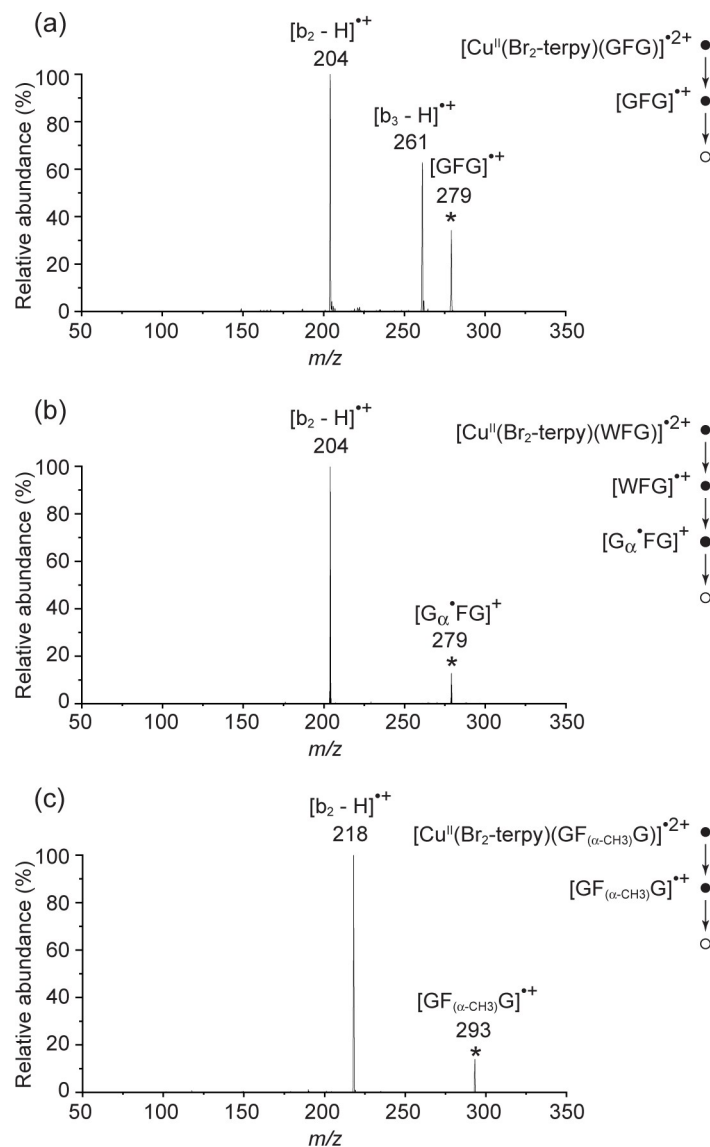 (a)
[b₂ - H]•⁺
204
[Cuᴵᴵ(Br₂-terpy)(GFG)]•²⁺
[GFG]•⁺
[b₃ - H]•⁺
261
[GFG]•⁺
279
*
Relative abundance (%)
100
80
60
40
20
0
50 100 150 200 250 300 350
m/z
(b)
[b₂ - H]•⁺
204
[Cuᴵᴵ(Br₂-terpy)(WFG)]•²⁺
[WFG]•⁺
[Gα•FG]⁺
[Gα•FG]⁺
279
*
Relative abundance (%)
100
80
60
40
20
0
50 100 150 200 250 300 350
m/z
(c)
[b₂ - H]•⁺
218
[Cuᴵᴵ(Br₂-terpy)(GF(α-CH3)G)]•²⁺
[GF(α-CH3)G]•⁺
[GF(α-CH3)G]•⁺
293
*
Relative abundance (%)
100
80
60
40
20
0
50 100 150 200 250 300 350
m/z